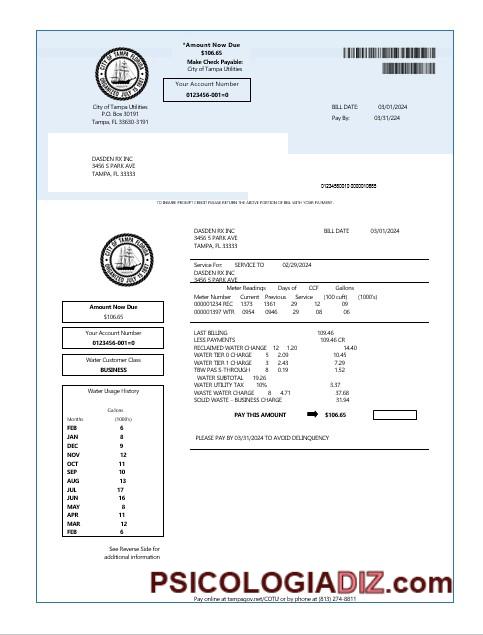 *Amount Now Due
$106.65
Make Check Payable:
City of Tampa Utilities
Your Account Number
0123456-001=0
CITY OF TAMPA, FLORIDA
ORGANIZED JULY 15 1887
City of Tampa Utilities
P.O. Box 30191
Tampa, FL 33630-3191
BILL DATE: 03/01/2024
Pay By: 03/31/224
DASDEN RX INC
3456 S PARK AVE
TAMPA, FL 33333
TO INSURE PROMPT CREDIT PLEASE RETURN THE ABOVE PORTION OF BILL WITH YOUR PAYMENT.
CITY OF TAMPA, FLORIDA
ORGANIZED JULY 15 1887
DASDEN RX INC BILL DATE 03/01/2024
3456 S PARK AVE
TAMPA, FL 33333
Service For: SERVICE TO 02/29/2024
DASDEN RX INC
3456 S PARK AVE
Meter Readings Days of CCF Gallons
Meter Number Current Previous Service (100 cuft) (1000's)
000001234 REC 1373 1361 29 12 09
000001397 WTR 0954 0946 29 08 06
LAST BILLING 109.46
LESS PAYMENTS 109.46 CR
RECLAIMED WATER CHANGE 12 1.20 14.40
WATER TIER 0 CHARGE 5 2.09 10.45
WATER TIER 1 CHARGE 3 2.43 7.29
TBW PASS-THROUGH 8 0.19 1.52
WATER SUBTOTAL 19.26
WATER UTILITY TAX 10% 3.37
WASTE WATER CHARGE 8 4.71 37.68
SOLID WASTE - BUSINESS CHARGE 31.94
PAY THIS AMOUNT $106.65
PLEASE PAY BY 03/31/2024 TO AVOID DELINQUENCY
Amount Now Due
$106.65
Your Account Number
0123456-001=0
Water Customer Class
BUSINESS
Water Usage History
Gallons
Months (1000's)
FEB 6
JAN 8
DEC 9
NOV 12
OCT 11
SEP 10
AUG 13
JUL 17
JUN 16
MAY 8
APR 11
MAR 12
FEB 6
See Reverse Side for
additional information
PSICOLOGIADIZ.com
Pay online at tampagov.net/COTU or by phone at (813) 274-8811